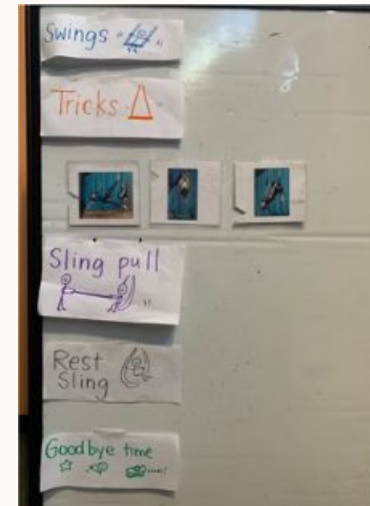 Swings
Tricks
Sling pull
Rest
Sling
Goodbye time